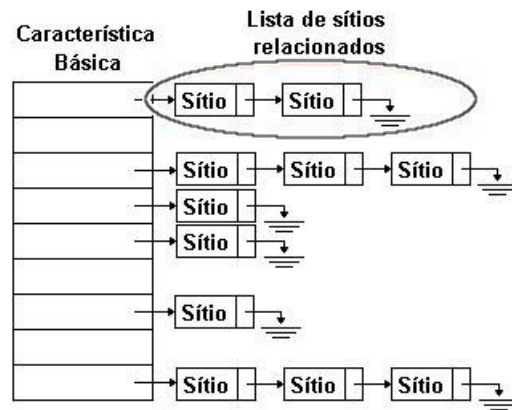 Característica
Básica
Lista de sítios
relacionados
Sítio Sítio
Sítio Sítio Sítio
Sítio
Sítio
Sítio
Sítio Sítio Sítio